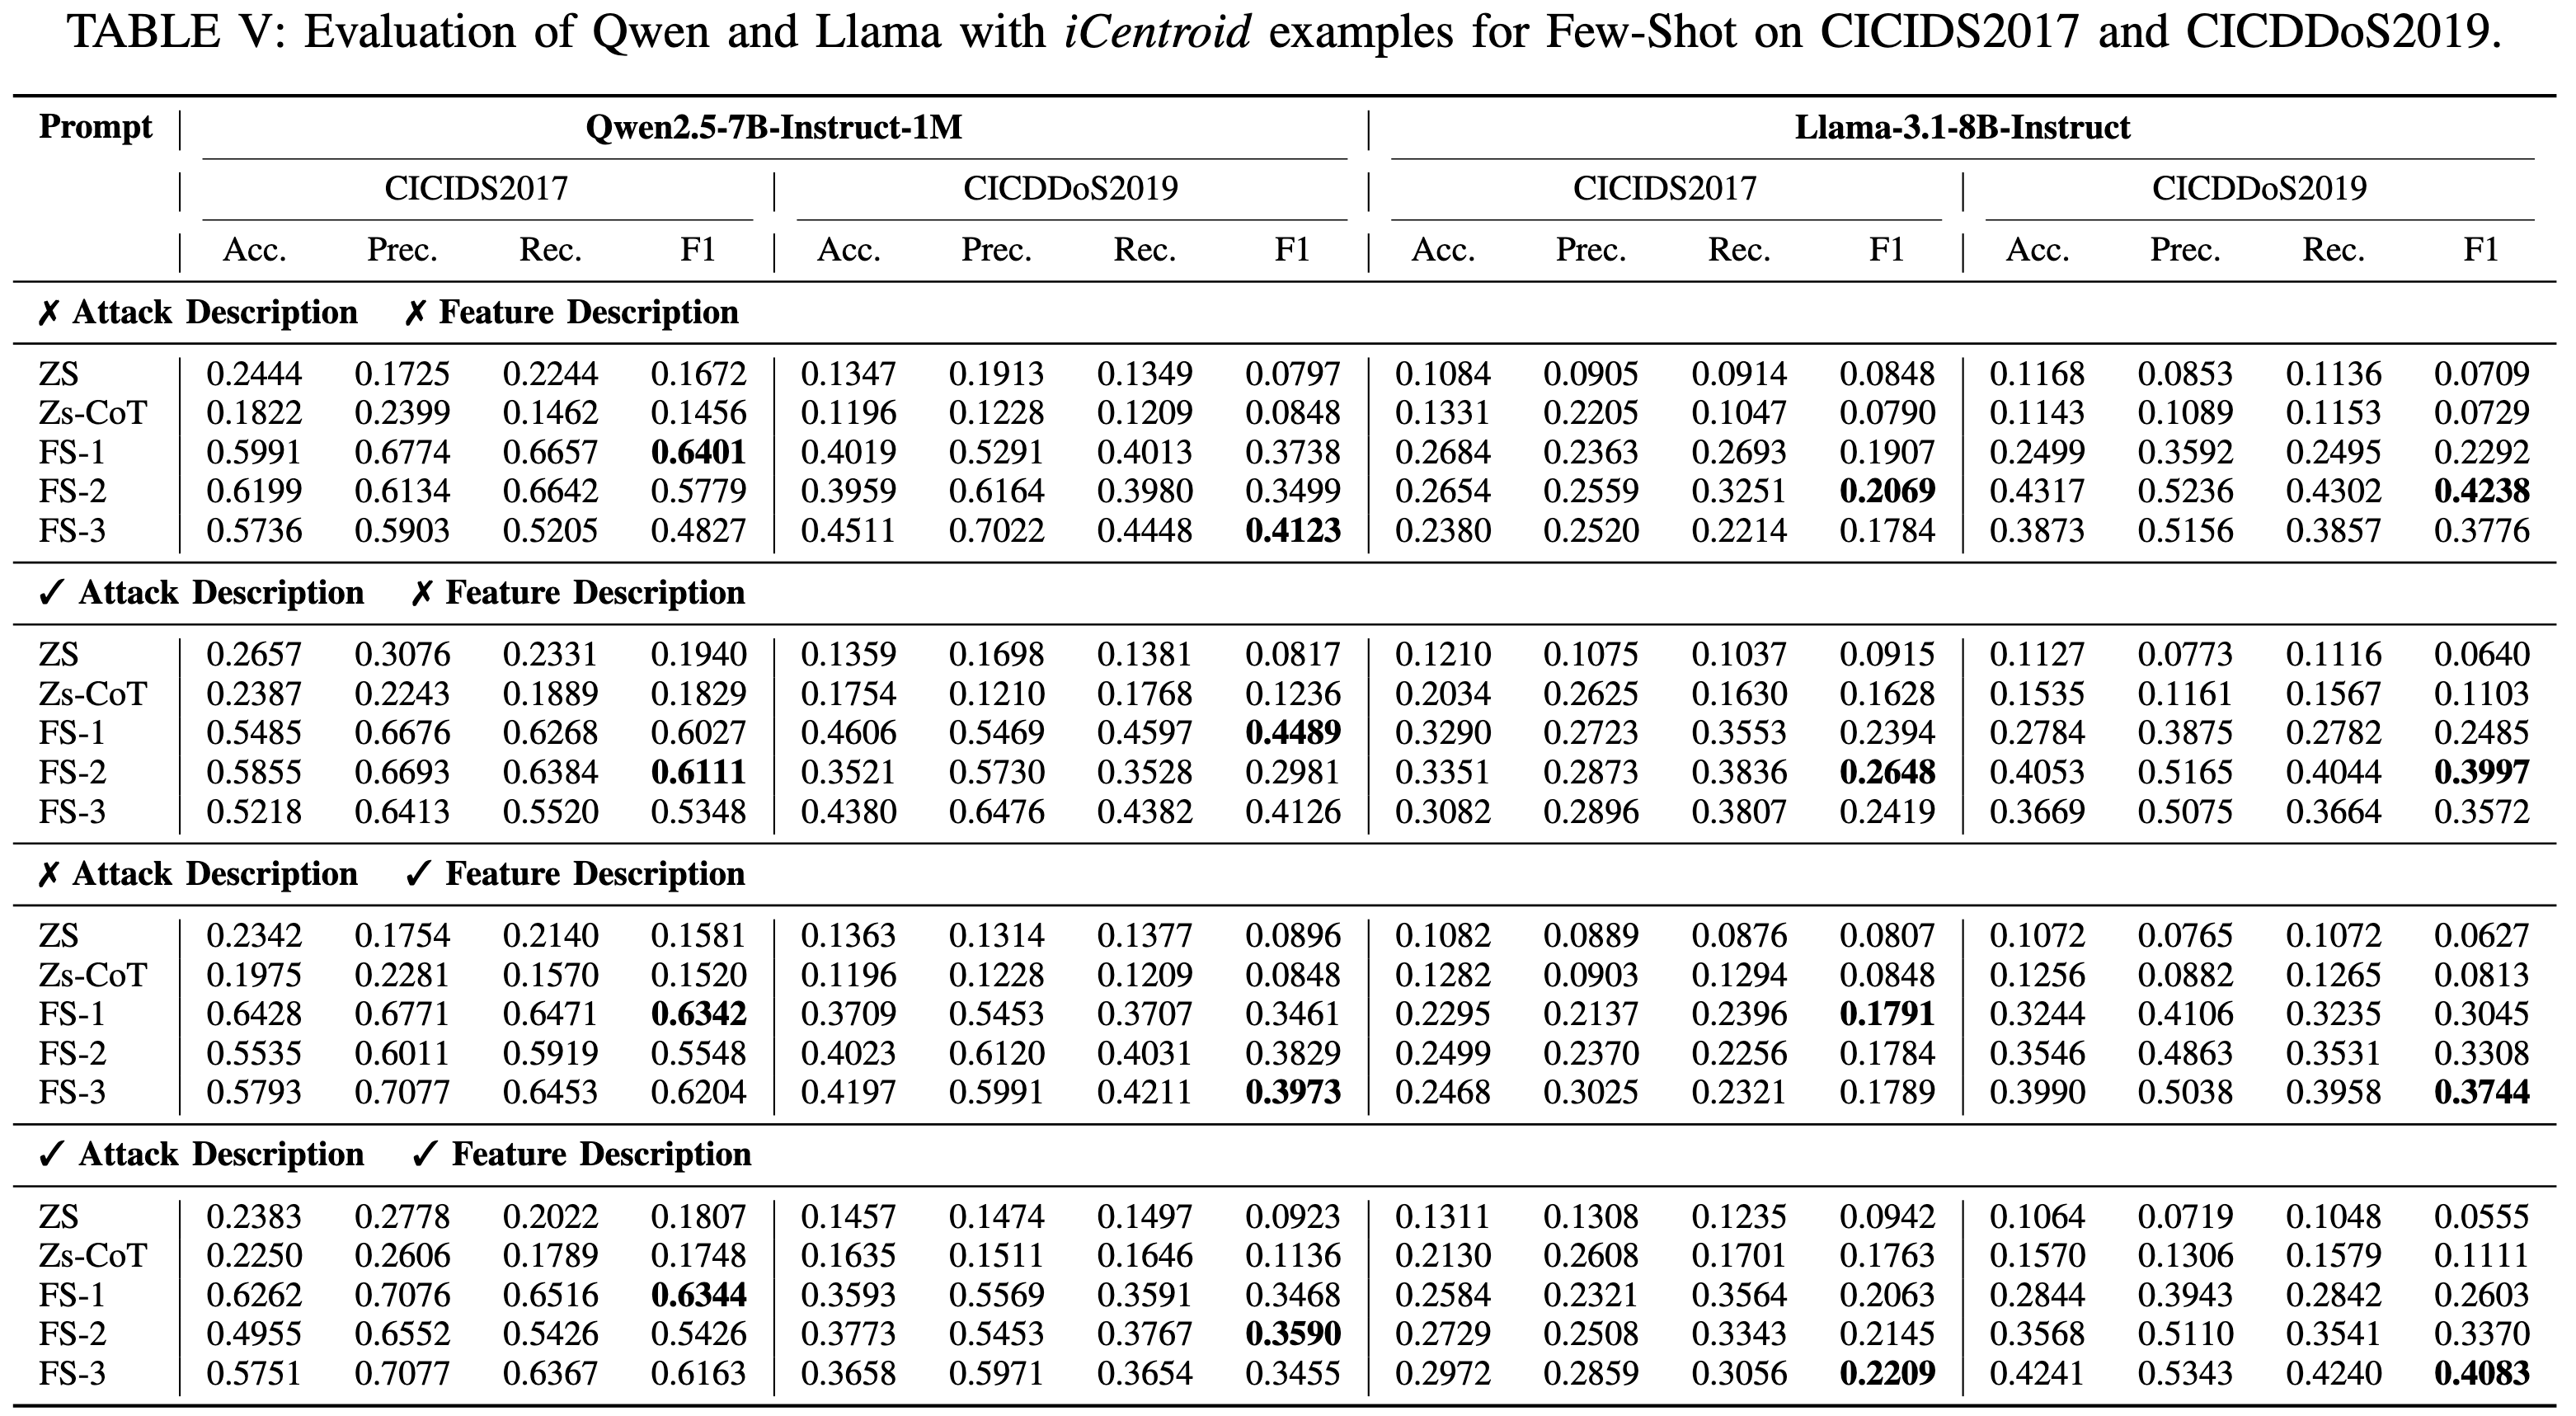 TABLE V: Evaluation of Qwen and Llama with iCentroid examples for Few-Shot on CICIDS2017 and CICDDoS2019.
Prompt Qwen2.5-7B-Instruct-1M Llama-3.1-8B-Instruct
CICIDS2017 CICDDoS2019 CICIDS2017 CICDDoS2019
Acc. Prec. Rec. F1 Acc. Prec. Rec. F1 Acc. Prec. Rec. F1 Acc. Prec. Rec. F1
✗ Attack Description ✗ Feature Description
ZS 0.2444 0.1725 0.2244 0.1672 0.1347 0.1913 0.1349 0.0797 0.1084 0.0905 0.0914 0.0848 0.1168 0.0853 0.1136 0.0709
Zs-CoT 0.1822 0.2399 0.1462 0.1456 0.1196 0.1228 0.1209 0.0848 0.1331 0.2205 0.1047 0.0790 0.1143 0.1089 0.1153 0.0729
FS-1 0.5991 0.6774 0.6657 0.6401 0.4019 0.5291 0.4013 0.3738 0.2684 0.2363 0.2693 0.1907 0.2499 0.3592 0.2495 0.2292
FS-2 0.6199 0.6134 0.6642 0.5779 0.3959 0.6164 0.3980 0.3499 0.2654 0.2559 0.3251 0.2069 0.4317 0.5236 0.4302 0.4238
FS-3 0.5736 0.5903 0.5205 0.4827 0.4511 0.7022 0.4448 0.4123 0.2380 0.2520 0.2214 0.1784 0.3873 0.5156 0.3857 0.3776
✓ Attack Description ✗ Feature Description
ZS 0.2657 0.3076 0.2331 0.1940 0.1359 0.1698 0.1381 0.0817 0.1210 0.1075 0.1037 0.0915 0.1127 0.0773 0.1116 0.0640
Zs-CoT 0.2387 0.2243 0.1889 0.1829 0.1754 0.1210 0.1768 0.1236 0.2034 0.2625 0.1630 0.1628 0.1535 0.1161 0.1567 0.1103
FS-1 0.5485 0.6676 0.6268 0.6027 0.4606 0.5469 0.4597 0.4489 0.3290 0.2723 0.3553 0.2394 0.2784 0.3875 0.2782 0.2485
FS-2 0.5855 0.6693 0.6384 0.6111 0.3521 0.5730 0.3528 0.2981 0.3351 0.2873 0.3836 0.2648 0.4053 0.5165 0.4044 0.3997
FS-3 0.5218 0.6413 0.5520 0.5348 0.4380 0.6476 0.4382 0.4126 0.3082 0.2896 0.3807 0.2419 0.3669 0.5075 0.3664 0.3572
✗ Attack Description ✓ Feature Description
ZS 0.2342 0.1754 0.2140 0.1581 0.1363 0.1314 0.1377 0.0896 0.1082 0.0889 0.0876 0.0807 0.1072 0.0765 0.1072 0.0627
Zs-CoT 0.1975 0.2281 0.1570 0.1520 0.1196 0.1228 0.1209 0.0848 0.1282 0.0903 0.1294 0.0848 0.1256 0.0882 0.1265 0.0813
FS-1 0.6428 0.6771 0.6471 0.6342 0.3709 0.5453 0.3707 0.3461 0.2295 0.2137 0.2396 0.1791 0.3244 0.4106 0.3235 0.3045
FS-2 0.5535 0.6011 0.5919 0.5548 0.4023 0.6120 0.4031 0.3829 0.2499 0.2370 0.2256 0.1784 0.3546 0.4863 0.3531 0.3308
FS-3 0.5793 0.7077 0.6453 0.6204 0.4197 0.5991 0.4211 0.3973 0.2468 0.3025 0.2321 0.1789 0.3990 0.5038 0.3958 0.3744
✓ Attack Description ✓ Feature Description
ZS 0.2383 0.2778 0.2022 0.1807 0.1457 0.1474 0.1497 0.0923 0.1311 0.1308 0.1235 0.0942 0.1064 0.0719 0.1048 0.0555
Zs-CoT 0.2250 0.2606 0.1789 0.1748 0.1635 0.1511 0.1646 0.1136 0.2130 0.2608 0.1701 0.1763 0.1570 0.1306 0.1579 0.1111
FS-1 0.6262 0.7076 0.6516 0.6344 0.3593 0.5569 0.3591 0.3468 0.2584 0.2321 0.3564 0.2063 0.2844 0.3943 0.2842 0.2603
FS-2 0.4955 0.6552 0.5426 0.5426 0.3773 0.5453 0.3767 0.3590 0.2729 0.2508 0.3343 0.2145 0.3568 0.5110 0.3541 0.3370
FS-3 0.5751 0.7077 0.6367 0.6163 0.3658 0.5971 0.3654 0.3455 0.2972 0.2859 0.3056 0.2209 0.4241 0.5343 0.4240 0.4083